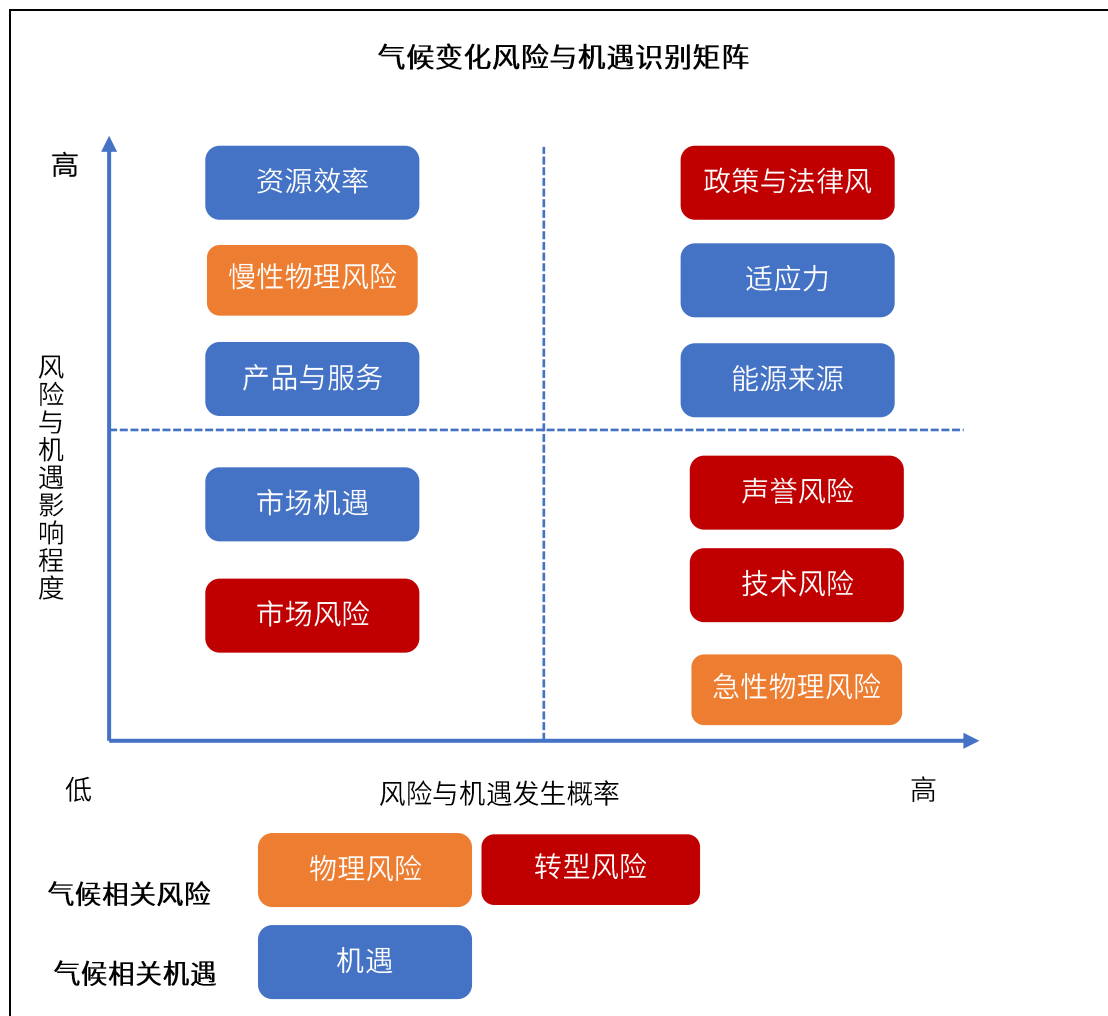 气候变化风险与机遇识别矩阵
高
资源效率
政策与法律风
慢性物理风险
适应力
产品与服务
能源来源
风险与机遇影响程度
市场机遇
声誉风险
市场风险
技术风险
急性物理风险
低
风险与机遇发生概率
高
气候相关风险
物理风险
转型风险
气候相关机遇
机遇